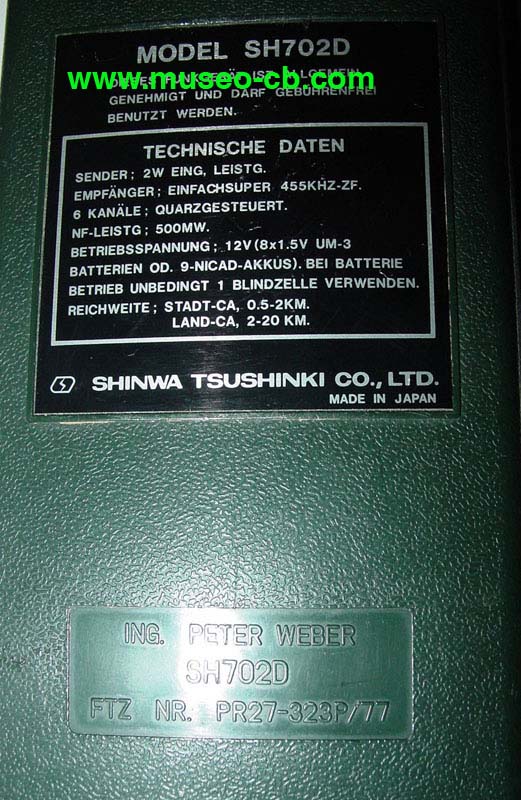 MODEL SH702D
www.museo-cb.com
GENEHMIGT UND DARF GEBÜHRENFREI
BENUTZT WERDEN.
TECHNISCHE DATEN
SENDER; 2W EING, LEISTG.
EMPFÄNGER; EINFACHSUPER 455KHZ-ZF.
6 KANÄLE; QUARZGESTEUERT.
NF-LEISTG; 500MW.
BETRIEBSSPANNUNG; 12V(8x1.5V UM-3
BATTERIEN OD. 9-NICAD-AKKUS). BEI BATTERIE
BETRIEB UNBEDINGT 1 BLINDZELLE VERWENDEN.
REICHWEITE; STADT-CA, 0.5-2KM.
LAND-CA, 2-20 KM.
SHINWA TSUSHINKI CO., LTD.
MADE IN JAPAN
ING. PETER WEBER
SH702D
FTZ NR. PR27-323P/77